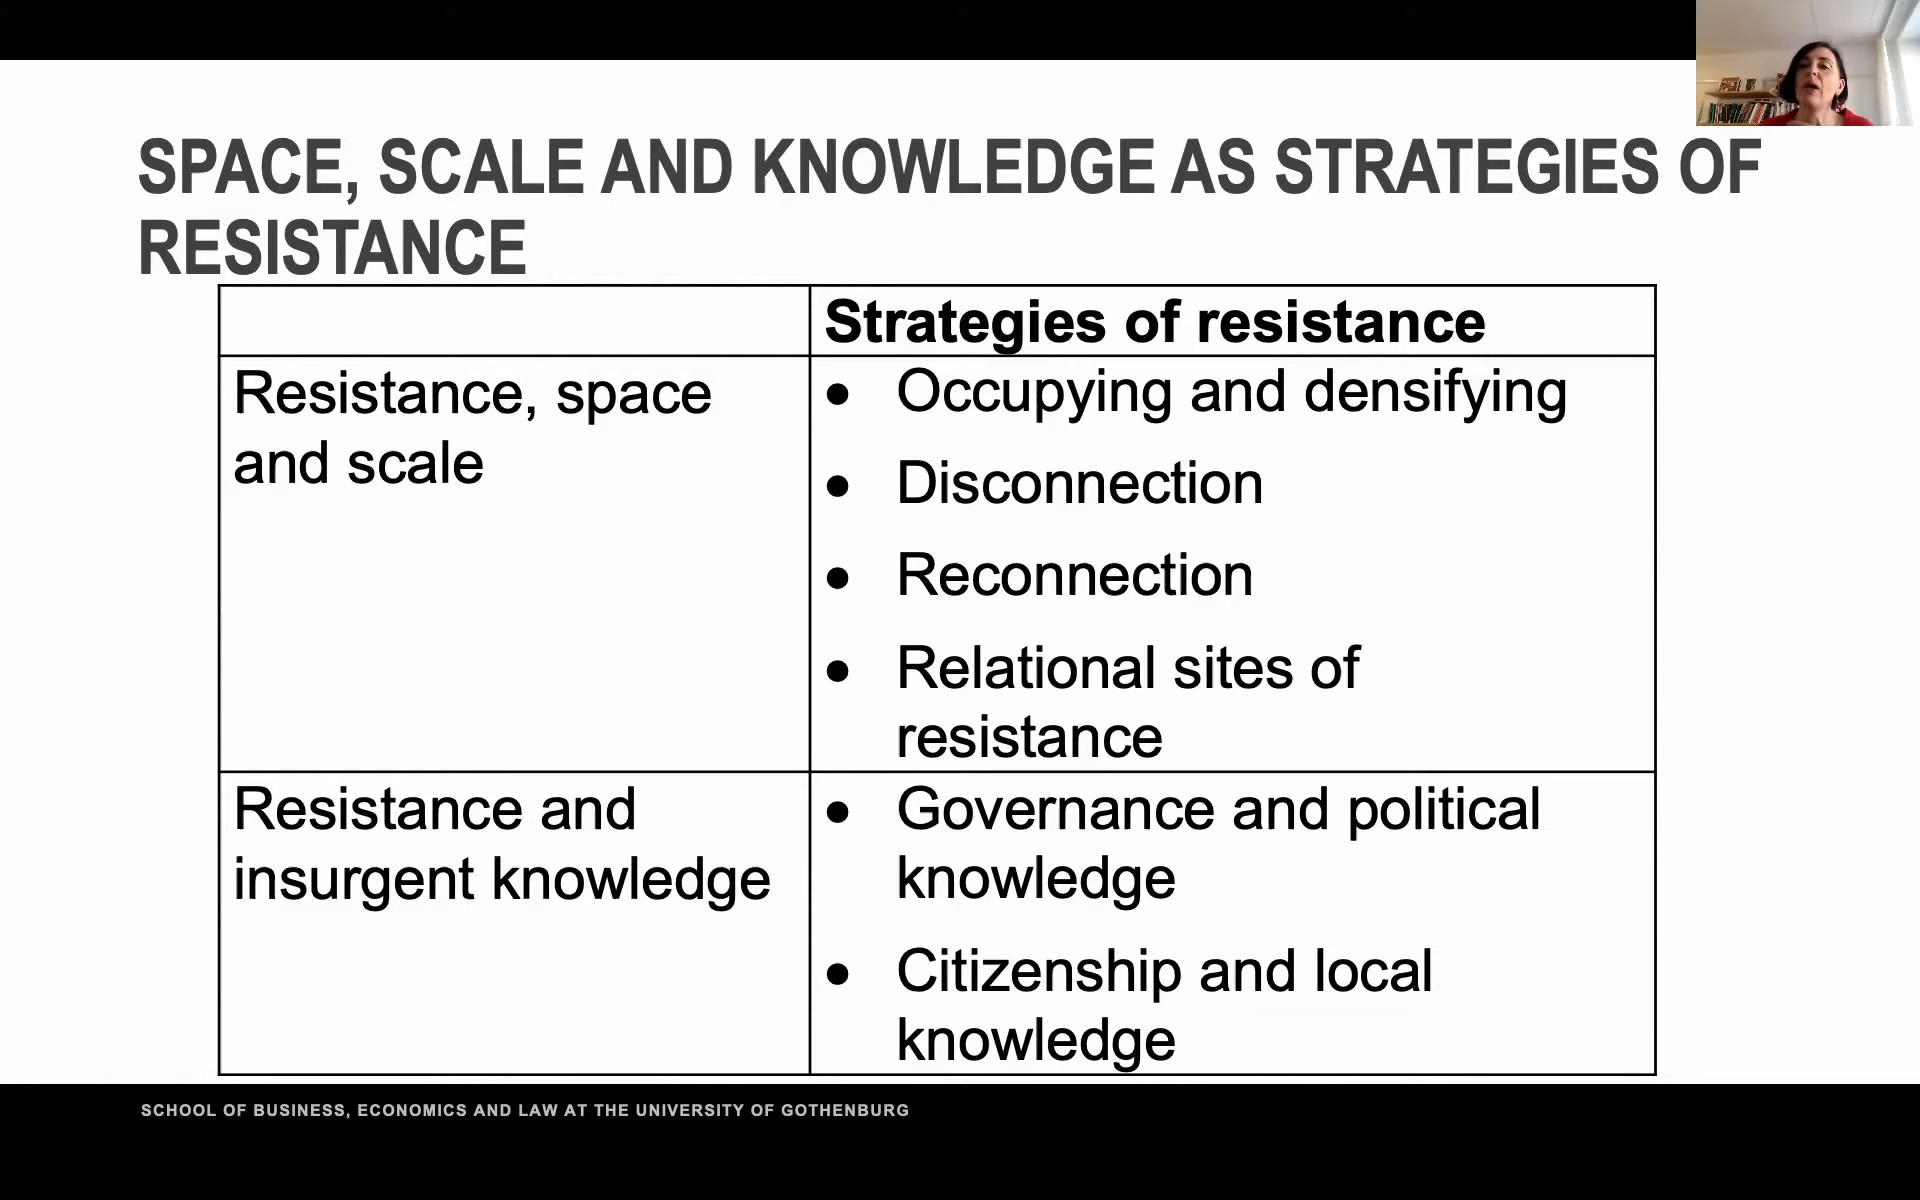 SPACE, SCALE AND KNOWLEDGE AS STRATEGIES OF
RESISTANCE
Strategies of resistance
Resistance, space
and scale
• Occupying and densifying
• Disconnection
• Reconnection
• Relational sites of
resistance
Resistance and
insurgent knowledge
• Governance and political
knowledge
• Citizenship and local
knowledge
SCHOOL OF BUSINESS, ECONOMICS AND LAW AT THE UNIVERSITY OF GOTHENBURG